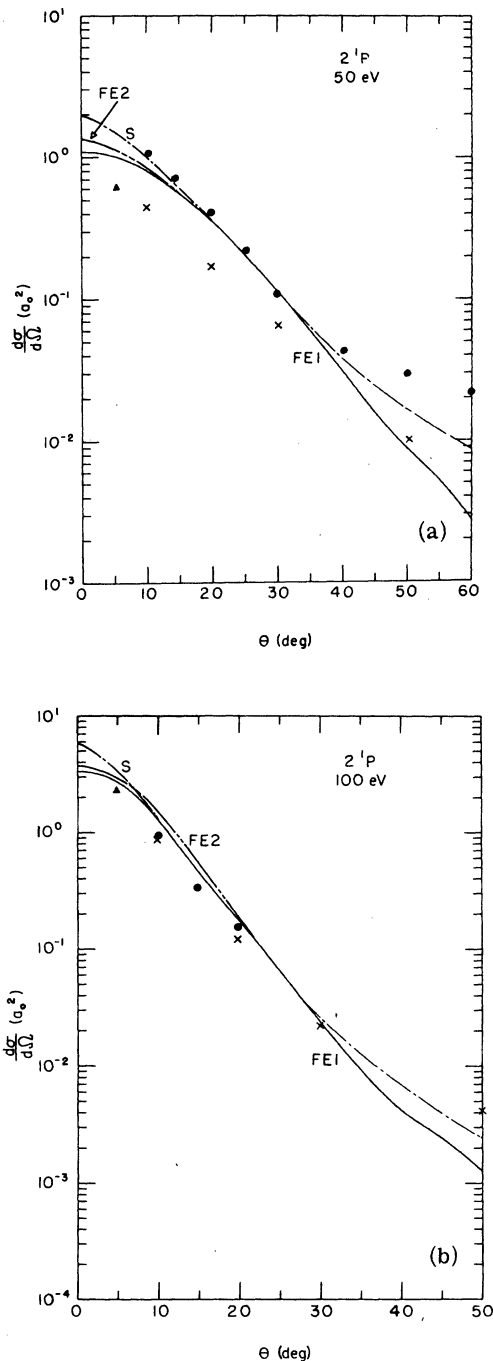 10¹
2 ¹P
50 eV
FE2
S
10⁰
10⁻¹
dσ/dΩ (a₀²)
FE1
10⁻²
(a)
10⁻³
0 10 20 30 40 50 60
θ (deg)
10¹
2 ¹P
100 eV
S
10⁰
FE2
10⁻¹
dσ/dΩ (a₀²)
10⁻²
FE1
10⁻³
(b)
10⁻⁴
0 10 20 30 40 50
θ (deg)